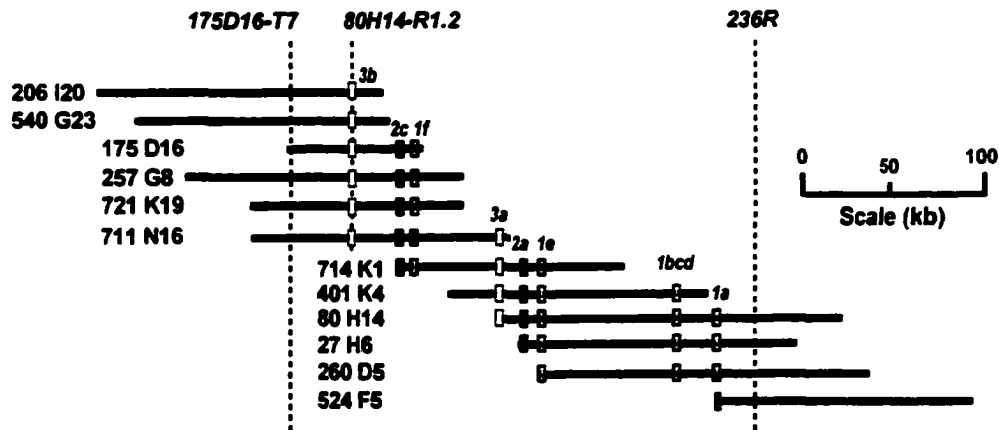 175D16-T7 80H14-R1.2 236R
3b
206 I20
540 G23
2c 1f
175 D16
257 G8
721 K19
3a
711 N16
2a 1e
714 K1
1bcd
401 K4
1a
80 H14
27 H6
260 D5
524 F5
0 50 100
Scale (kb)